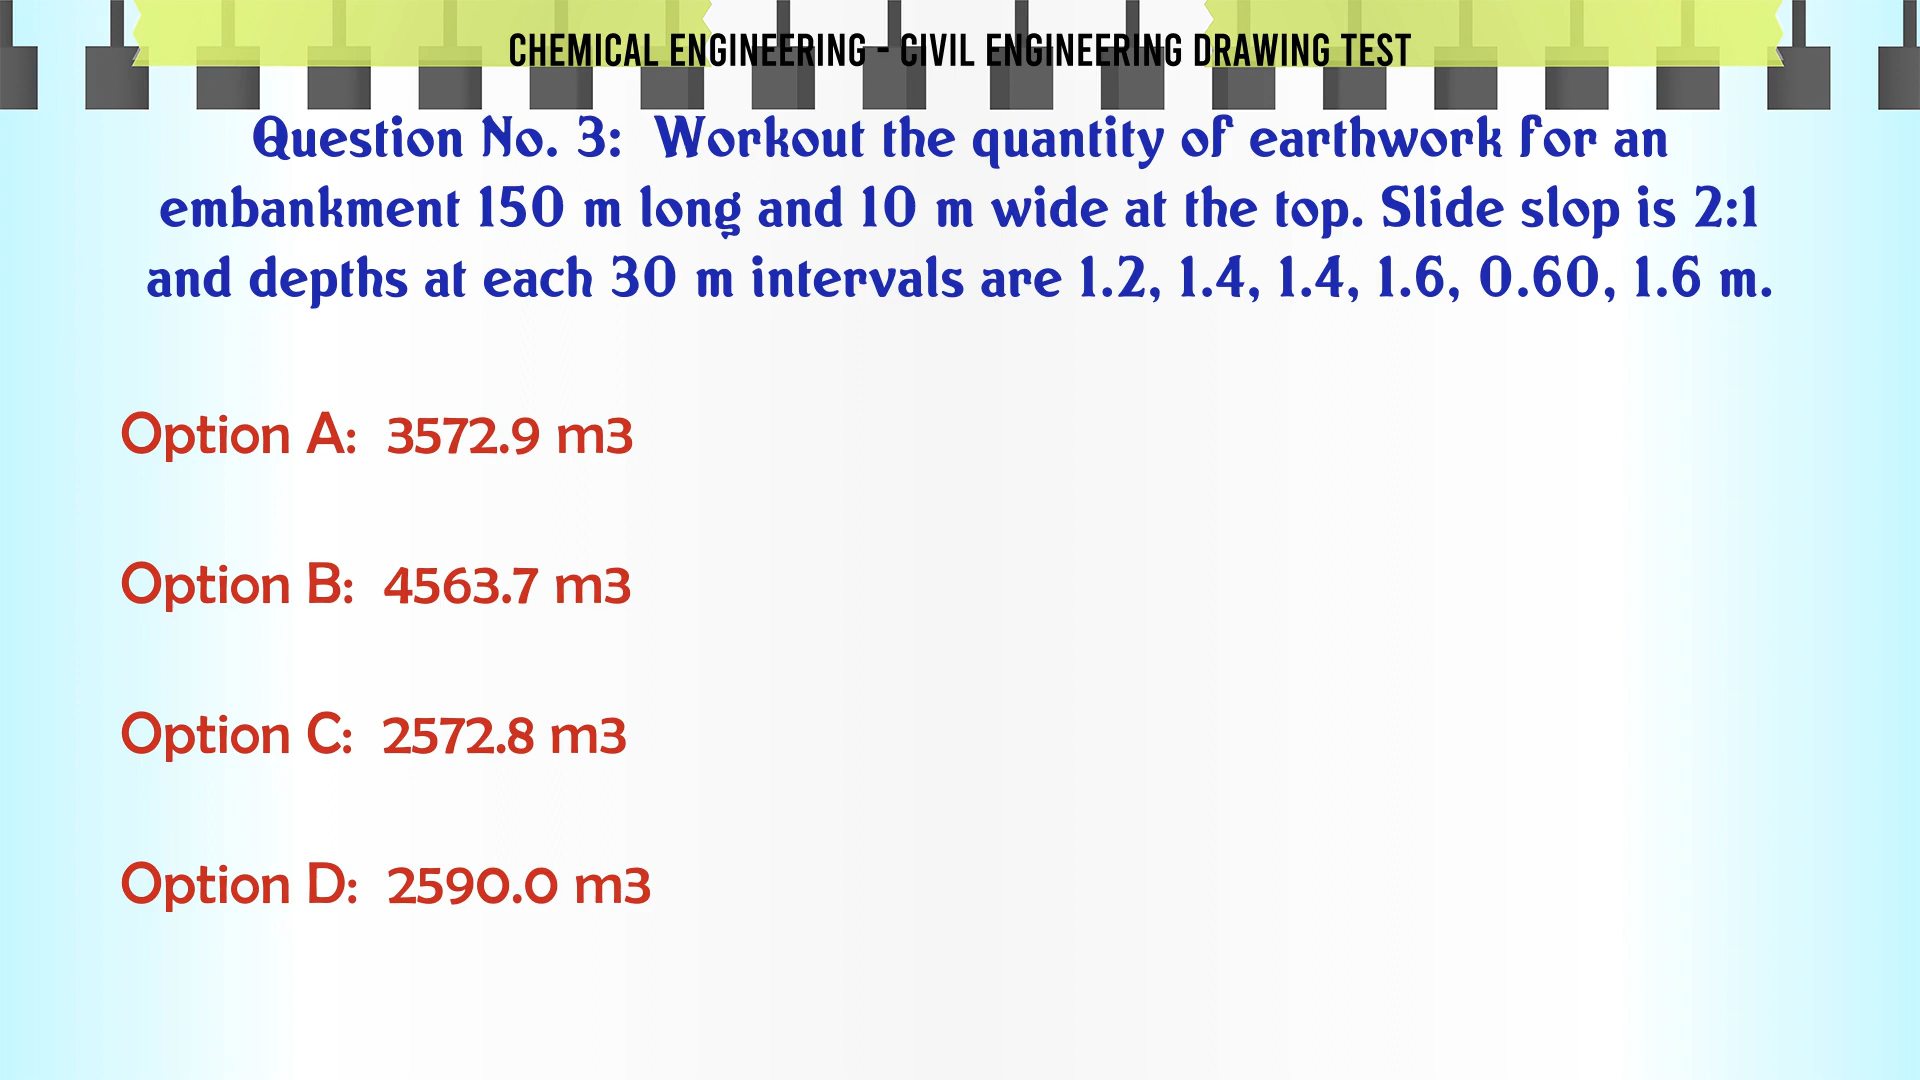 CHEMICAL ENGINEERING - CIVIL ENGINEERING DRAWING TEST
Question No. 3: Workout the quantity of earthwork for an
embankment 150 m long and 10 m wide at the top. Slide slop is 2:1
and depths at each 30 m intervals are 1.2, 1.4, 1.4, 1.6, 0.60, 1.6 m.
Option A: 3572.9 m3
Option B: 4563.7 m3
Option C: 2572.8 m3
Option D: 2590.0 m3